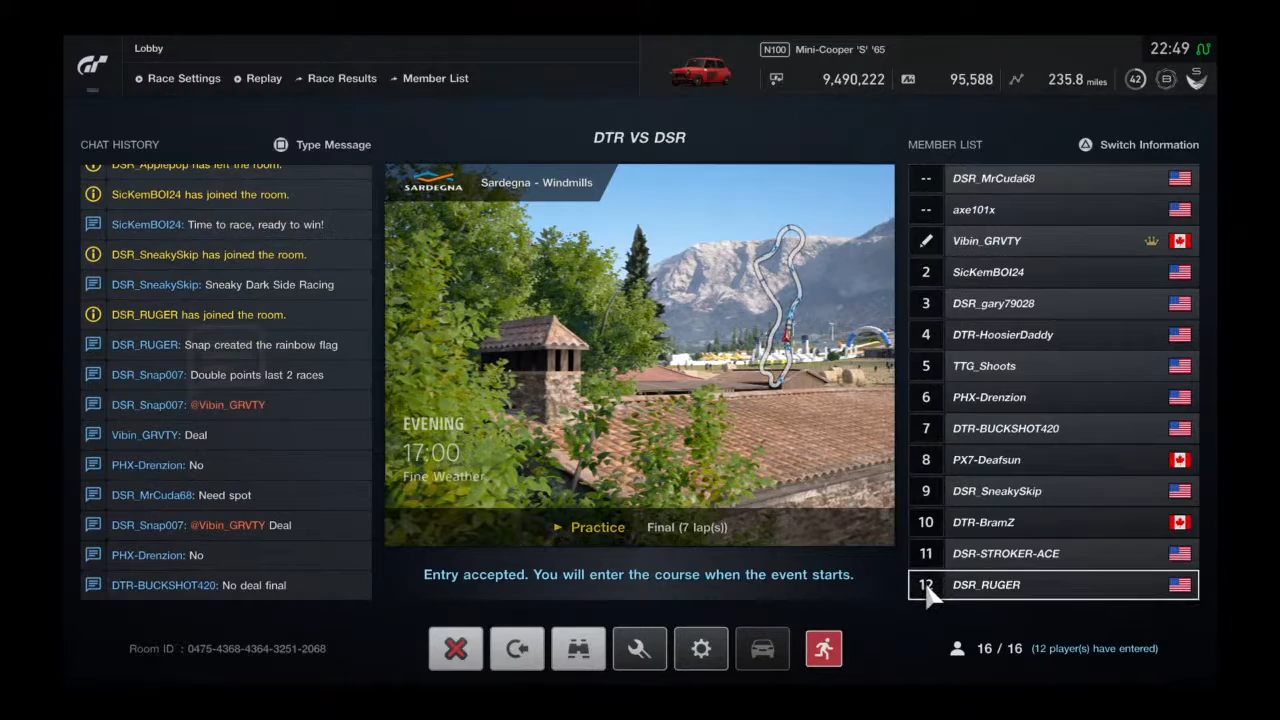 Lobby
Race Settings
Replay
Race Results
Member List
N100
Mini-Cooper 'S' '65
9,490,222
95,588
235.8 miles
42
B
S
22:49
CHAT HISTORY
Type Message
DSR_Applepop has left the room.
SicKemBOI24 has joined the room.
SicKemBOI24: Time to race, ready to win!
DSR_SneakySkip has joined the room.
DSR_SneakySkip: Sneaky Dark Side Racing
DSR_RUGER has joined the room.
DSR_RUGER: Snap created the rainbow flag
DSR_Snap007: Double points last 2 races
DSR_Snap007: @Vibin_GRVTY
Vibin_GRVTY: Deal
PHX-Drenzion: No
DSR_MrCuda68: Need spot
DSR_Snap007: @Vibin_GRVTY Deal
PHX-Drenzion: No
DTR-BUCKSHOT420: No deal final
Room ID : 0475-4368-4364-3251-2068
DTR VS DSR
SARDEGNA
Sardegna - Windmills
EVENING
17:00
Fine Weather
Practice
Final (7 lap(s))
Entry accepted. You will enter the course when the event starts.
MEMBER LIST
Switch Information
-- DSR_MrCuda68
-- axe101x
Vibin_GRVTY
2 SicKemBOI24
3 DSR_gary79028
4 DTR-HoosierDaddy
5 TTG_Shoots
6 PHX-Drenzion
7 DTR-BUCKSHOT420
8 PX7-Deafsun
9 DSR_SneakySkip
10 DTR-BramZ
11 DSR-STROKER-ACE
12 DSR_RUGER
16 / 16 (12 player(s) have entered)